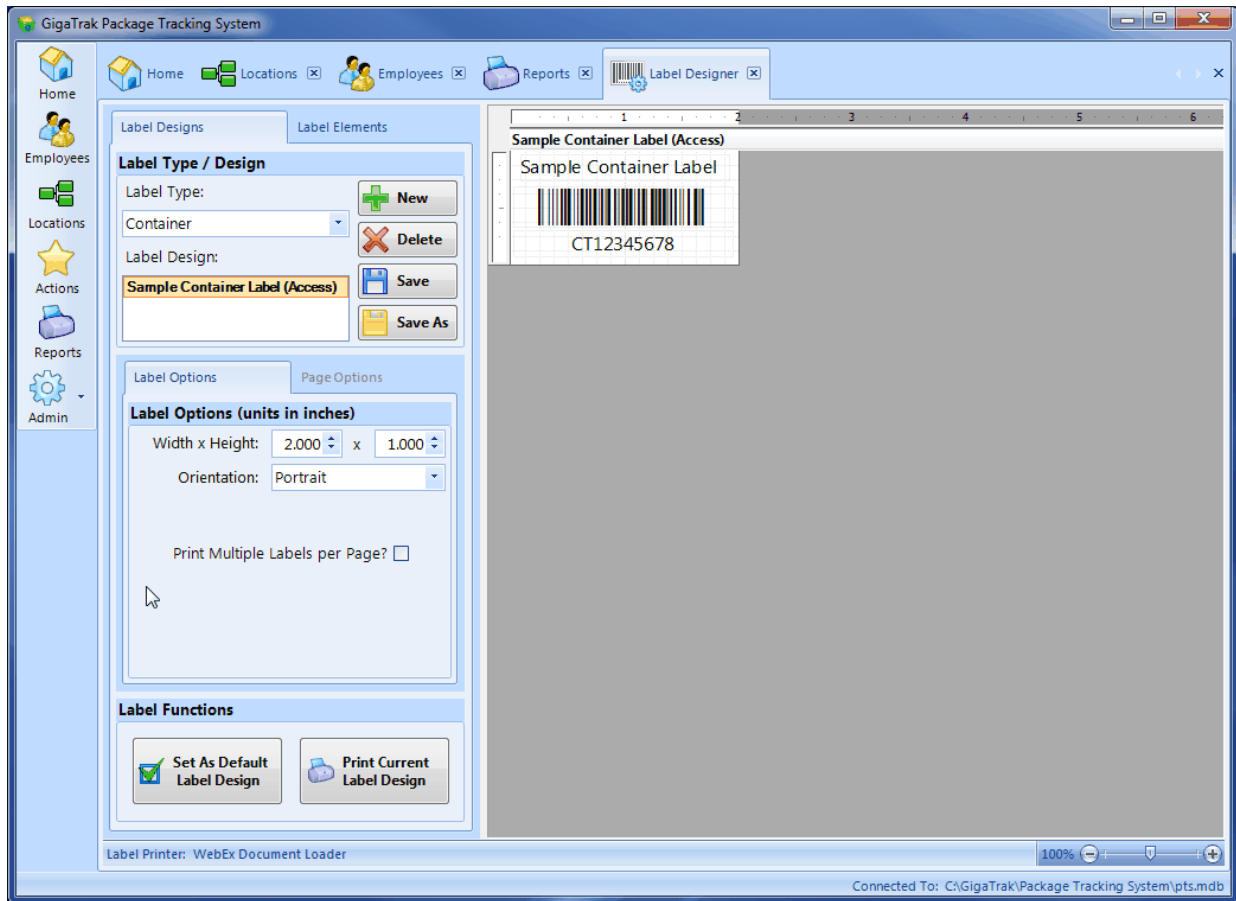 GigaTrak Package Tracking System
Home
Employees
Locations
Actions
Reports
Admin
Home Locations Employees Reports Label Designer
Label Designs Label Elements
Label Type / Design
Label Type:
Container
Label Design:
Sample Container Label (Access)
New
Delete
Save
Save As
Label Options Page Options
Label Options (units in inches)
Width x Height: 2.000 x 1.000
Orientation: Portrait
Print Multiple Labels per Page?
Label Functions
Set As Default
Label Design
Print Current
Label Design
1 2 3 4 5 6
Sample Container Label (Access)
Sample Container Label
CT12345678
Label Printer: WebEx Document Loader
100%
Connected To: C:\GigaTrak\Package Tracking System\pts.mdb